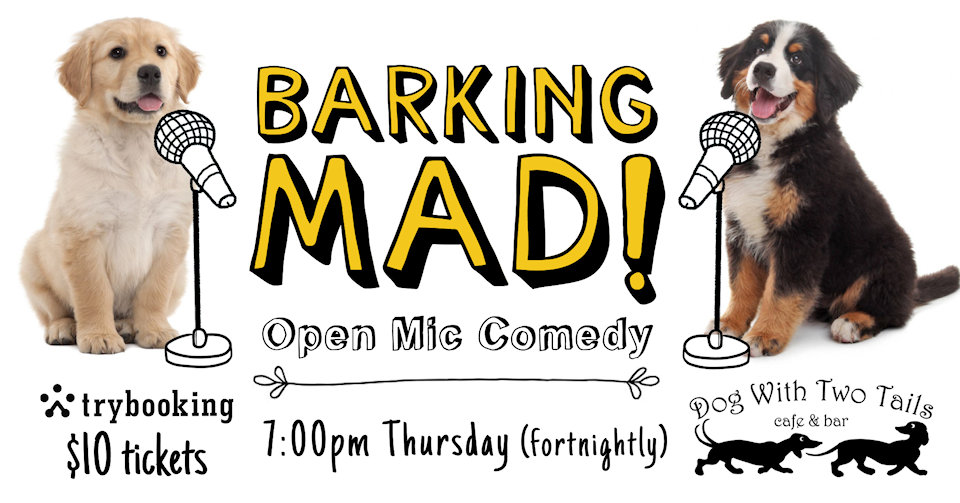 BARKING
MAD!
Open Mic Comedy
trybooking
$10 tickets
7:00pm Thursday (fortnightly)
Dog With Two Tails
cafe & bar